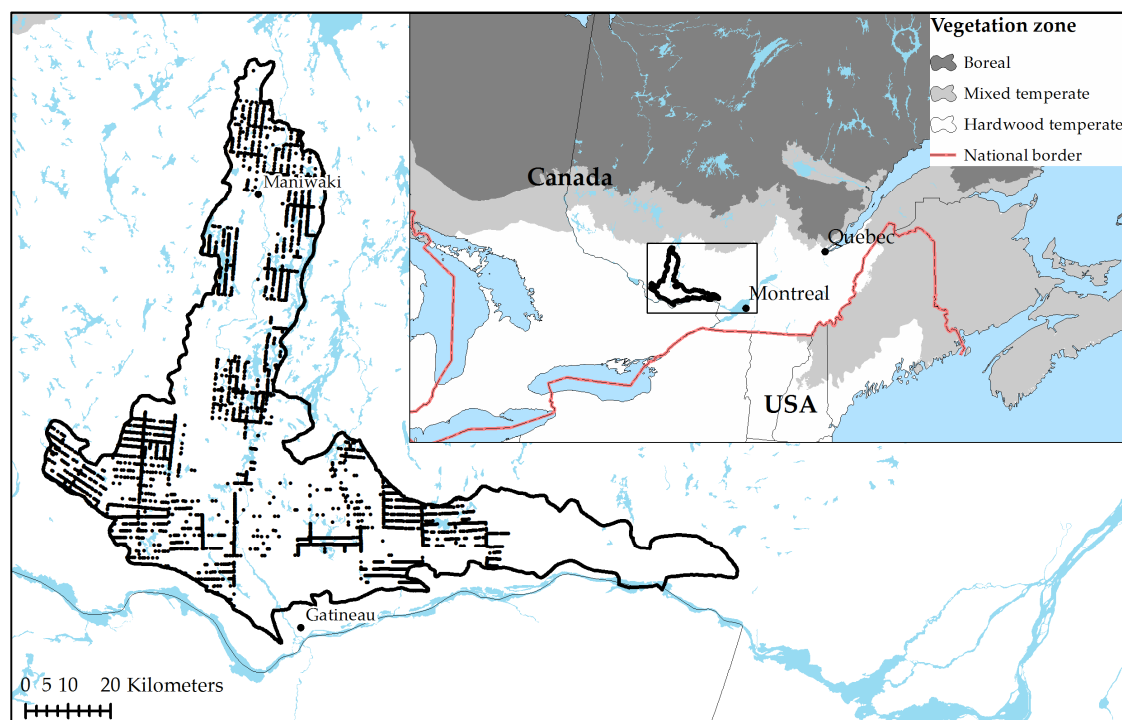 Vegetation zone
Boreal
Mixed temperate
Hardwood temperate
National border
Canada
Quebec
Montreal
USA
Maniwaki
Gatineau
0 5 10 20 Kilometers